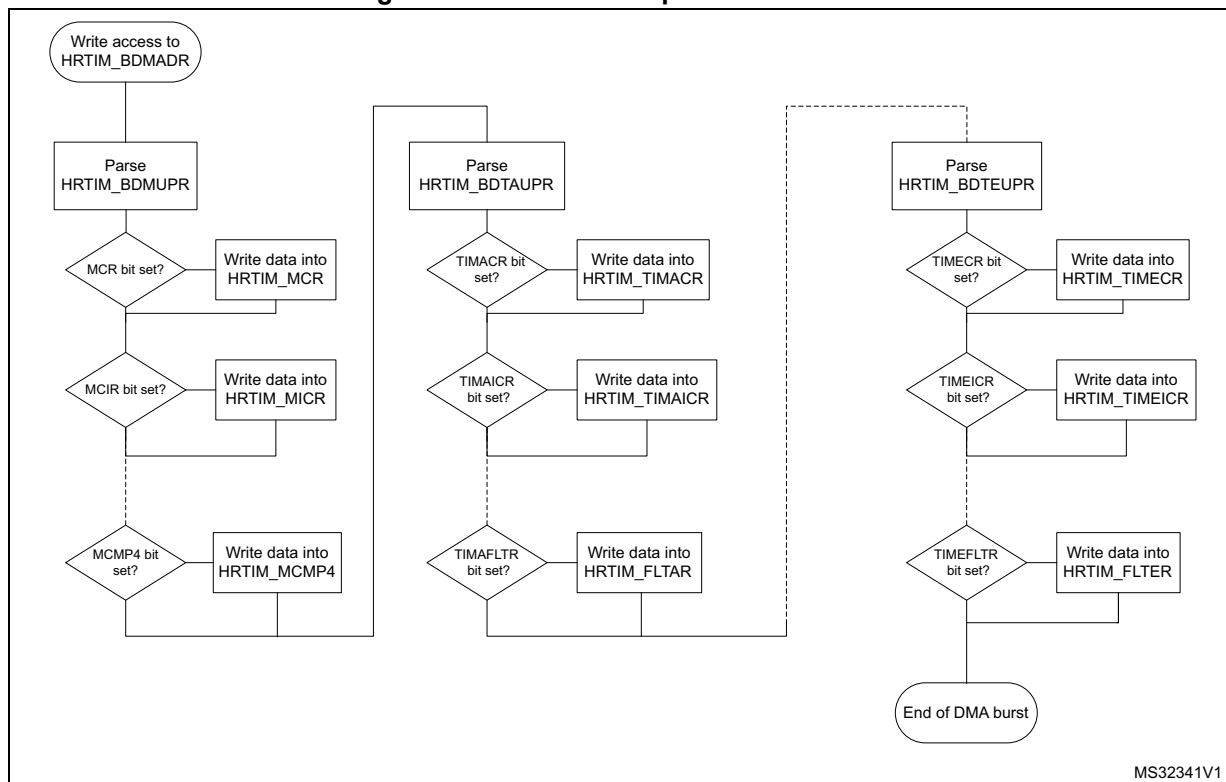 Write access to
HRTIM_BDMADR
Parse
HRTIM_BDMUPR
MCR bit set?
Write data into
HRTIM_MCR
MCIR bit set?
Write data into
HRTIM_MICR
MCMP4 bit
set?
Write data into
HRTIM_MCMP4
Parse
HRTIM_BDTAUPR
TIMACR bit
set?
Write data into
HRTIM_TIMACR
TIMAICR
bit set?
Write data into
HRTIM_TIMAICR
TIMAFLTR
bit set?
Write data into
HRTIM_FLTAR
Parse
HRTIM_BDTEUPR
TIMECR bit
set?
Write data into
HRTIM_TIMECR
TIMEICR
bit set?
Write data into
HRTIM_TIMEICR
TIMEFLTR
bit set?
Write data into
HRTIM_FLTER
End of DMA burst
MS32341V1